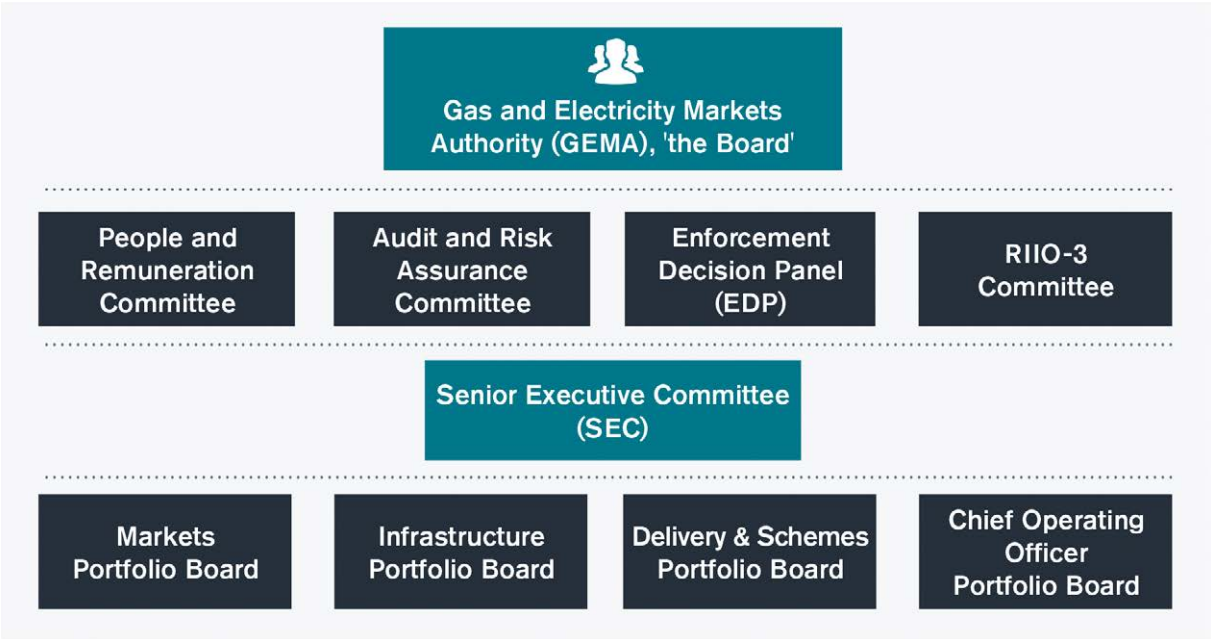 Gas and Electricity Markets
Authority (GEMA), 'the Board'
People and
Remuneration
Committee
Audit and Risk
Assurance
Committee
Enforcement
Decision Panel
(EDP)
RIIO-3
Committee
Senior Executive Committee
(SEC)
Markets
Portfolio Board
Infrastructure
Portfolio Board
Delivery & Schemes
Portfolio Board
Chief Operating
Officer
Portfolio Board